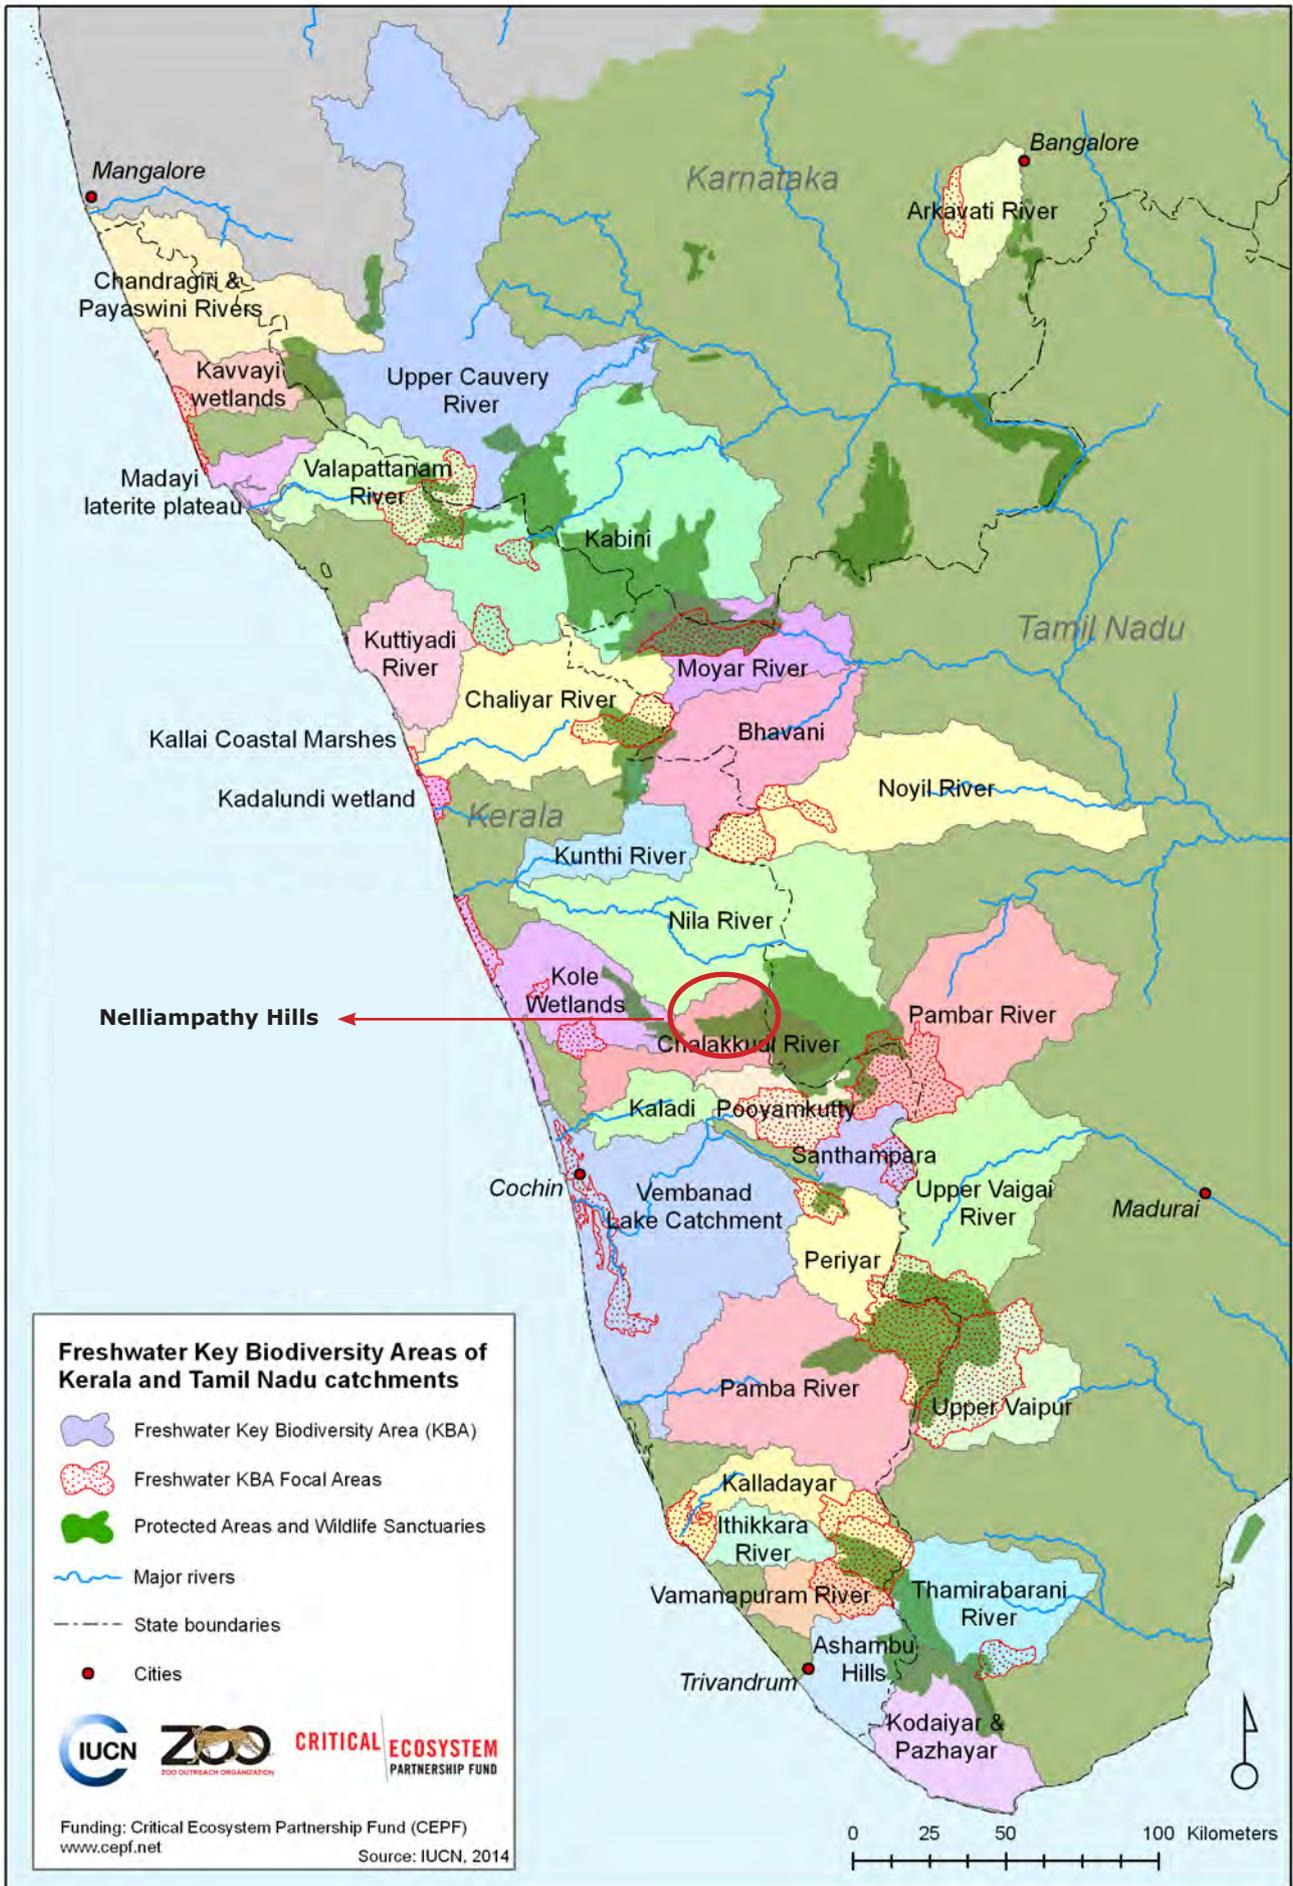 Bangalore
Mangalore
Karnataka
Arkavati River
Chandragiri &
Payaswini Rivers
Kavvayi
wetlands
Upper Cauvery
River
Madayi
laterite plateau
Valapattanam
River
Kabini
Tamil Nadu
Kuttiyadi
River
Moyar River
Chaliyar River
Kallai Coastal Marshes
Bhavani
Kadalundi wetland
Noyil River
Kerala
Kunthi River
Nila River
Kole
Wetlands
Nelliampathy Hills
Pambar River
Chalakkudi River
Kaladi
Pooyamkutty
Santhampara
Cochin
Vembanad
Lake Catchment
Upper Vaigai
River
Madurai
Periyar
Pamba River
Upper Vaipur
Kalladayar
Ithikkara
River
Vamanapuram River
Thamirabarani
River
Ashambu
Hills
Trivandrum
Kodaiyar &
Pazhayar
Freshwater Key Biodiversity Areas of
Kerala and Tamil Nadu catchments
Freshwater Key Biodiversity Area (KBA)
Freshwater KBA Focal Areas
Protected Areas and Wildlife Sanctuaries
Major rivers
State boundaries
Cities
IUCN
ZOO
ZOO OUTREACH ORGANIZATION
CRITICAL ECOSYSTEM
PARTNERSHIP FUND
Funding: Critical Ecosystem Partnership Fund (CEPF)
www.cepf.net
Source: IUCN, 2014
0 25 50 100 Kilometers